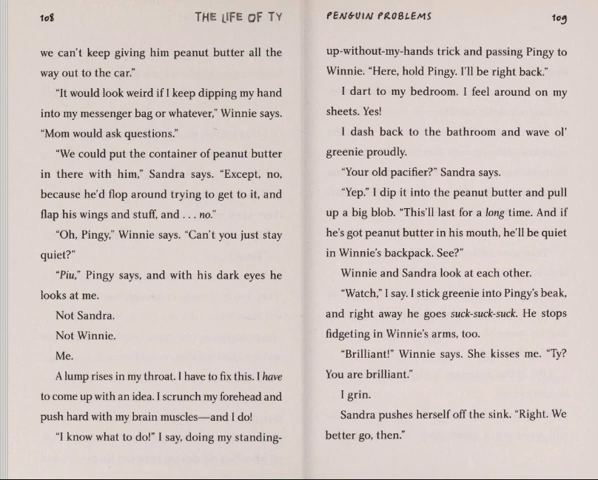 108
THE LIFE OF TY
we can't keep giving him peanut butter all the
way out to the car."
"It would look weird if I keep dipping my hand
into my messenger bag or whatever," Winnie says.
"Mom would ask questions."
"We could put the container of peanut butter
in there with him," Sandra says. "Except, no,
because he'd flop around trying to get to it, and
flap his wings and stuff, and . . . no."
"Oh, Pingy," Winnie says. "Can't you just stay
quiet?"
"Piu," Pingy says, and with his dark eyes he
looks at me.
Not Sandra.
Not Winnie.
Me.
A lump rises in my throat. I have to fix this. I have
to come up with an idea. I scrunch my forehead and
push hard with my brain muscles—and I do!
"I know what to do!" I say, doing my standing-
PENGUIN PROBLEMS
109
up-without-my-hands trick and passing Pingy to
Winnie. "Here, hold Pingy. I'll be right back."
I dart to my bedroom. I feel around on my
sheets. Yes!
I dash back to the bathroom and wave ol'
greenie proudly.
"Your old pacifier?" Sandra says.
"Yep." I dip it into the peanut butter and pull
up a big blob. "This'll last for a long time. And if
he's got peanut butter in his mouth, he'll be quiet
in Winnie's backpack. See?"
Winnie and Sandra look at each other.
"Watch," I say. I stick greenie into Pingy's beak,
and right away he goes suck-suck-suck. He stops
fidgeting in Winnie's arms, too.
"Brilliant!" Winnie says. She kisses me. "Ty?
You are brilliant."
I grin.
Sandra pushes herself off the sink. "Right. We
better go, then."